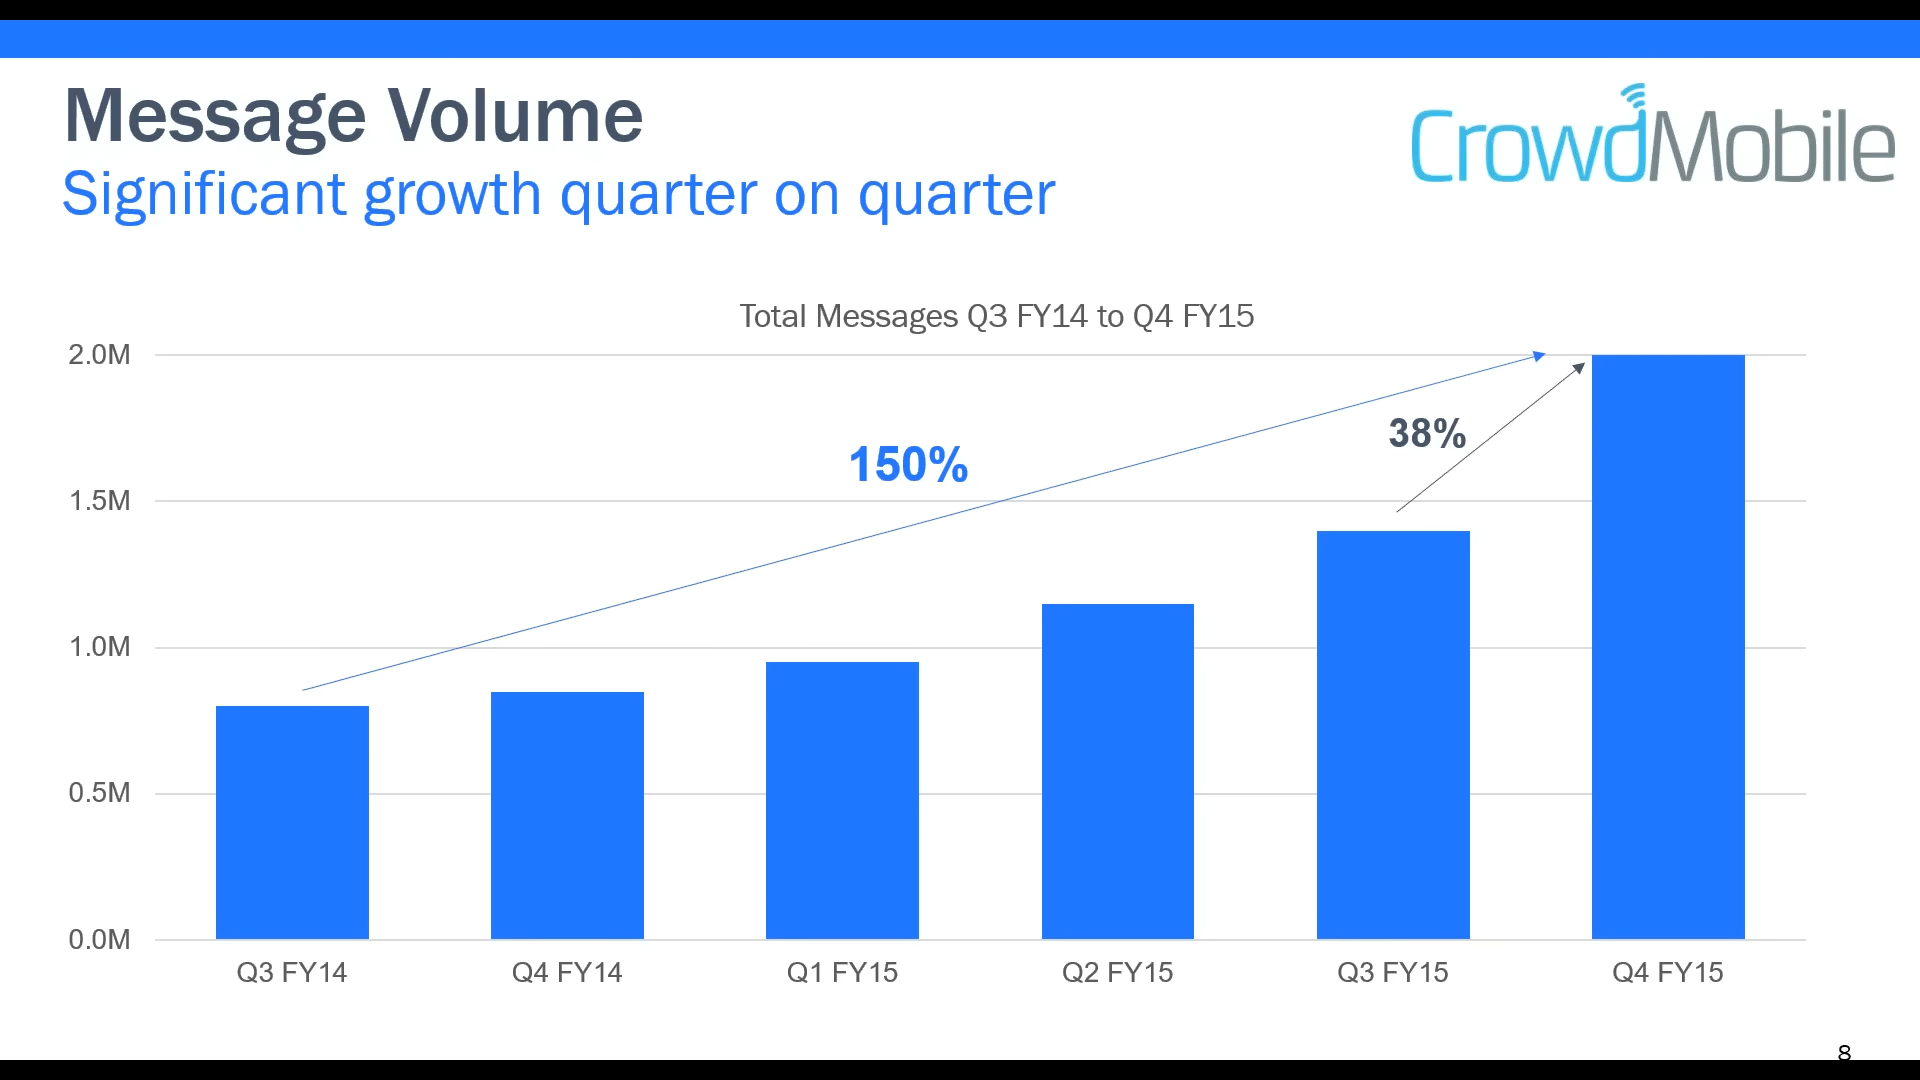 Message Volume
CrowdMobile
Significant growth quarter on quarter
Total Messages Q3 FY14 to Q4 FY15
2.0M
38%
150%
1.5M
1.0M
0.5M
0.0M
Q3 FY14 Q4 FY14 Q1 FY15 Q2 FY15 Q3 FY15 Q4 FY15
8